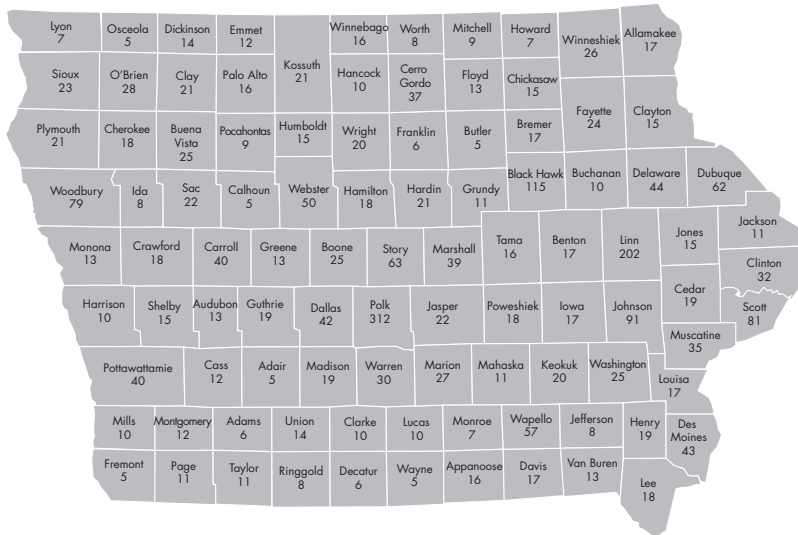 Lyon
7
Osceola
5
Dickinson
14
Emmet
12
Kossuth
21
Winnebago
16
Worth
8
Mitchell
9
Howard
7
Winneshiek
26
Allamakee
17
Sioux
23
O'Brien
28
Clay
21
Palo Alto
16
Hancock
10
Cerro
Gordo
37
Floyd
13
Chickasaw
15
Fayette
24
Clayton
15
Plymouth
21
Cherokee
18
Buena
Vista
25
Pocahontas
9
Humboldt
15
Wright
20
Franklin
6
Butler
5
Bremer
17
Woodbury
79
Ida
8
Sac
22
Calhoun
5
Webster
50
Hamilton
18
Hardin
21
Grundy
11
Black Hawk
115
Buchanan
10
Delaware
44
Dubuque
62
Monona
13
Crawford
18
Carroll
40
Greene
13
Boone
25
Story
63
Marshall
39
Tama
16
Benton
17
Linn
202
Jones
15
Jackson
11
Clinton
32
Harrison
10
Shelby
15
Audubon
13
Guthrie
19
Dallas
42
Polk
312
Jasper
22
Poweshiek
18
Iowa
17
Johnson
91
Cedar
19
Scott
81
Muscatine
35
Pottawattamie
40
Cass
12
Adair
5
Madison
19
Warren
30
Marion
27
Mahaska
11
Keokuk
20
Washington
25
Louisa
17
Mills
10
Montgomery
12
Adams
6
Union
14
Clarke
10
Lucas
10
Monroe
7
Wapello
57
Jefferson
8
Henry
19
Des
Moines
43
Fremont
5
Page
11
Taylor
11
Ringgold
8
Decatur
6
Wayne
5
Appanoose
16
Davis
17
Van Buren
13
Lee
18